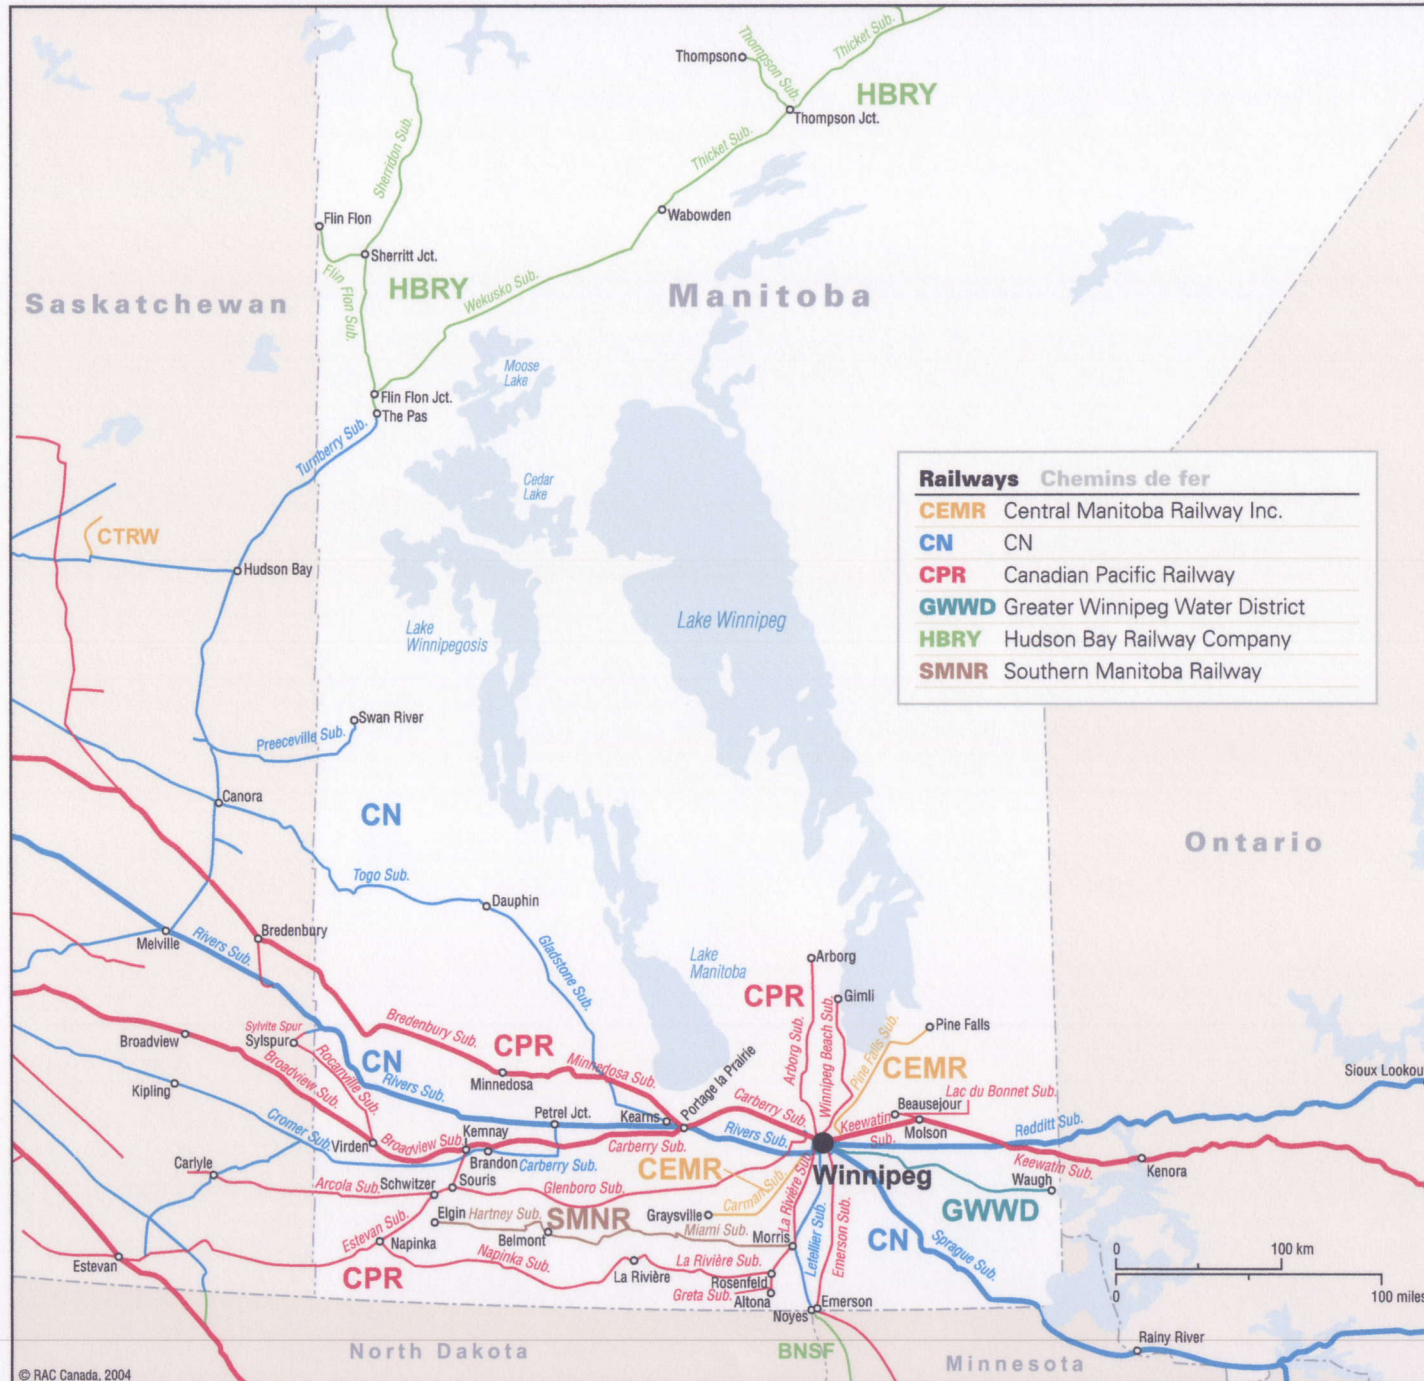 Thompson
Thompson Sub.
Thicket Sub.
HBRY
Thompson Jct.
Sherridon Sub.
Thicket Sub.
Flin Flon
Wabowden
Sherritt Jct.
Flin Flon Sub.
HBRY
Wekusko Sub.
Saskatchewan
Manitoba
Moose
Lake
Flin Flon Jct.
The Pas
Turnberry Sub.
Cedar
Lake
Railways Chemins de fer
CEMR Central Manitoba Railway Inc.
CN CN
CPR Canadian Pacific Railway
GWWD Greater Winnipeg Water District
HBRY Hudson Bay Railway Company
SMNR Southern Manitoba Railway
CTRW
Hudson Bay
Lake
Winnipegosis
Lake Winnipeg
Swan River
Preeceville Sub.
Canora
CN
Ontario
Togo Sub.
Dauphin
Bredenbury
Melville
Rivers Sub.
Gladstone Sub.
Lake
Manitoba
Arborg
CPR
Gimli
Bredenbury Sub.
Arborg Sub.
Winnipeg Beach Sub.
Pine Falls Sub.
Pine Falls
Broadview
Sylvite Spur
Sylspur
CN
CPR
CEMR
Rocanville Sub.
Broadview Sub.
Minnedosa
Minnedosa Sub.
Portage la Prairie
Sioux Lookou
Kipling
Rivers Sub.
Lac du Bonnet Sub.
Beausejour
Petrel Jct.
Kearns
Carberry Sub.
Keewatin
Sub.
Molson
Redditt Sub.
Cromer Sub.
Virden
Broadview Sub.
Kemnay
Carberry Sub.
Rivers Sub.
Brandon
Carberry Sub.
Keewatin Sub.
Kenora
Carlyle
Arcola Sub.
Schwitzer
Souris
Glenboro Sub.
CEMR
Carman Sub.
Winnipeg
Waugh
GWWD
Elgin
Hartney Sub.
SMNR
Graysville
La Rivière Sub.
Estevan Sub.
Belmont
Miami Sub.
Morris
Letellier Sub.
Emerson Sub.
CN
Sprague Sub.
Napinka
Napinka Sub.
La Rivière
La Rivière Sub.
Estevan
CPR
Rosenfeld
Greta Sub.
Altona
0 100 km
0 100 miles
Noyes
Emerson
Rainy River
North Dakota
BNSF
Minnesota
© RAC Canada, 2004